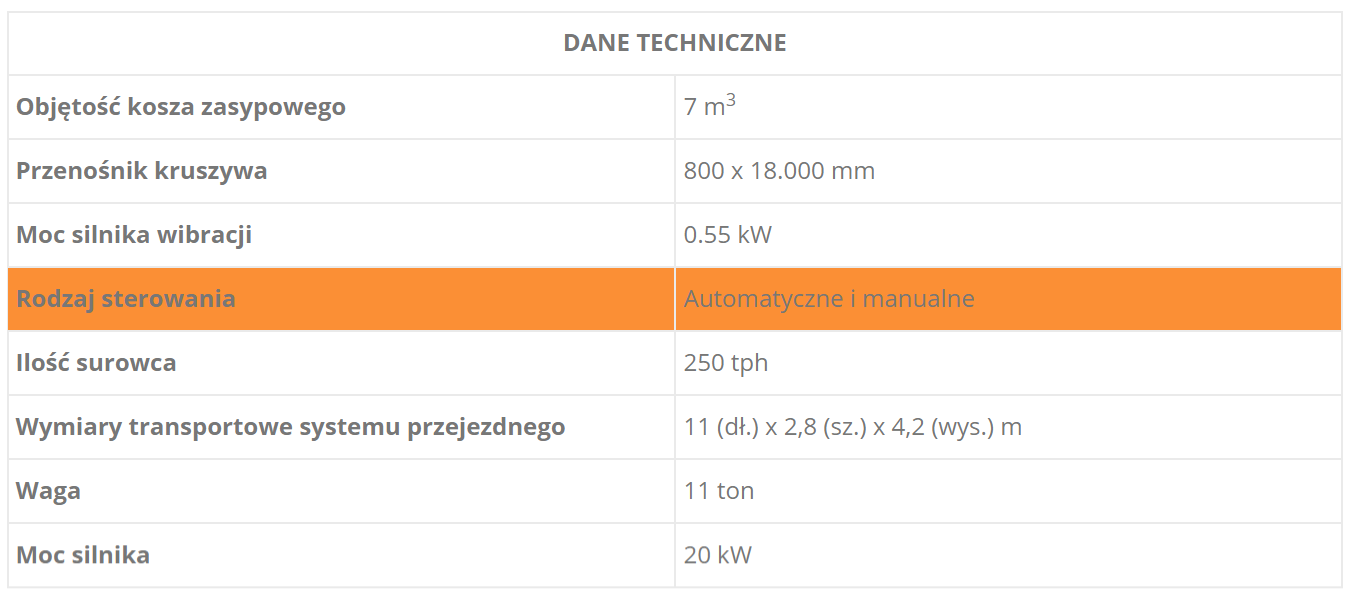 DANE TECHNICZNE
Objętość kosza zasypowego 7 m³
Przenośnik kruszywa 800 x 18.000 mm
Moc silnika wibracji 0.55 kW
Rodzaj sterowania Automatyczne i manualne
Ilość surowca 250 tph
Wymiary transportowe systemu przejezdnego 11 (dł.) x 2,8 (sz.) x 4,2 (wys.) m
Waga 11 ton
Moc silnika 20 kW